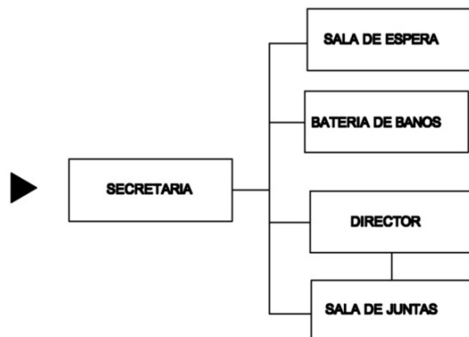 SALA DE ESPERA
BATERIA DE BANOS
SECRETARIA
DIRECTOR
SALA DE JUNTAS